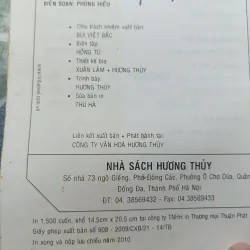 BIÊN SOẠN: PHÙNG HIẾU
• Chịu trách nhiệm xuất bản:
BÙI VIỆT BẮC
• Biên tập:
HỒNG TÚ
• Thiết kế bìa:
XUÂN LÂM + HƯƠNG THỦY
• Trình bày:
HƯƠNG THỦY
• Sửa bản in:
THU HÀ
Liên kết xuất bản + Phát hành tại:
CÔNG TY VĂN HOÁ HƯƠNG THỦY
NHÀ SÁCH HƯƠNG THỦY
Số nhà 73 ngõ Giếng, Phố Đông Các, Phường Ô Chợ Dừa, Quận
Đống Đa, Thành Phố Hà Nội
ĐT: 04. 38569432 - Fax: 04.38569433
In 1.500 cuốn, khổ 14.5cm x 20.5 cm tại công ty TNHH in Thương mại Thuận Phát
Giấy phép xuất bản số 908 - 2009/CXB/21 - 14/TĐ
In xong và nộp lưu chiểu năm 2010.